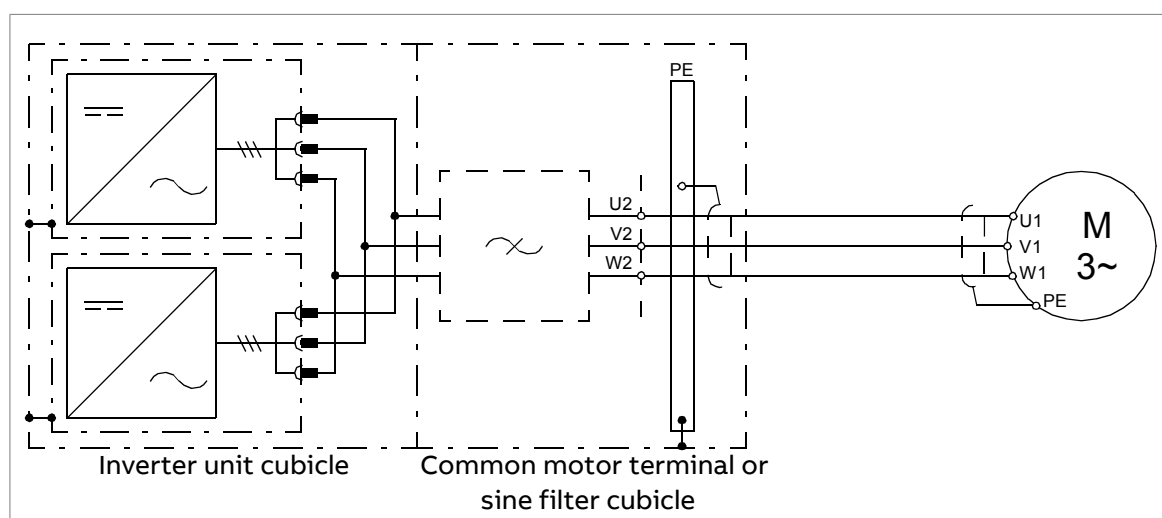 PE
U2
V2
W2
U1
V1
W1
PE
M
3~
Inverter unit cubicle
Common motor terminal or
sine filter cubicle